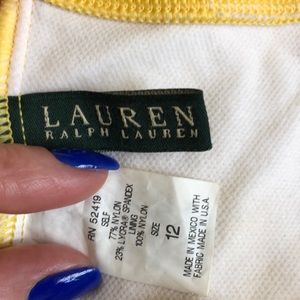 LAUREN
RALPH LAUREN
RN 52419
SELF
77% NYLON
23% LYCRA® SPANDEX
LINING
100% NYLON
SIZE
12
MADE IN MEXICO WITH
FABRIC MADE IN U.S.A.